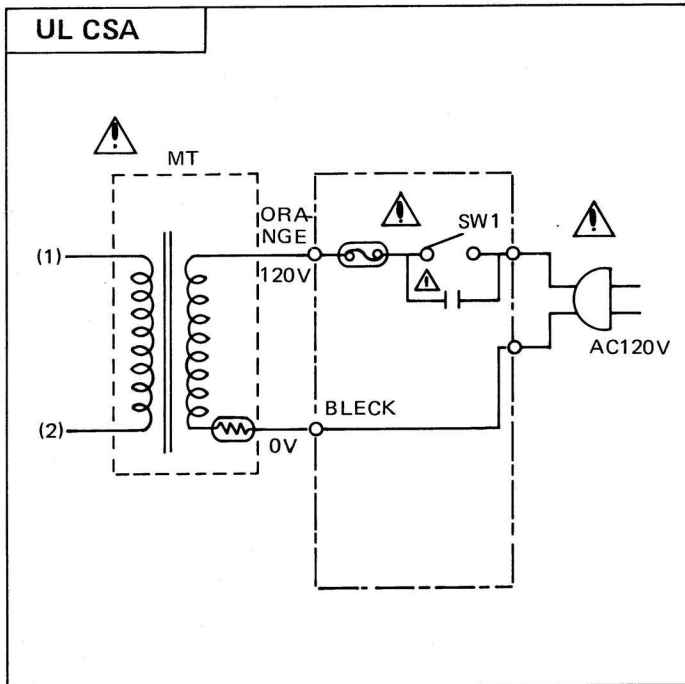 UL CSA
MT
ORA-
NGE
120V
SW1
(1)
AC120V
BLECK
(2)
0V